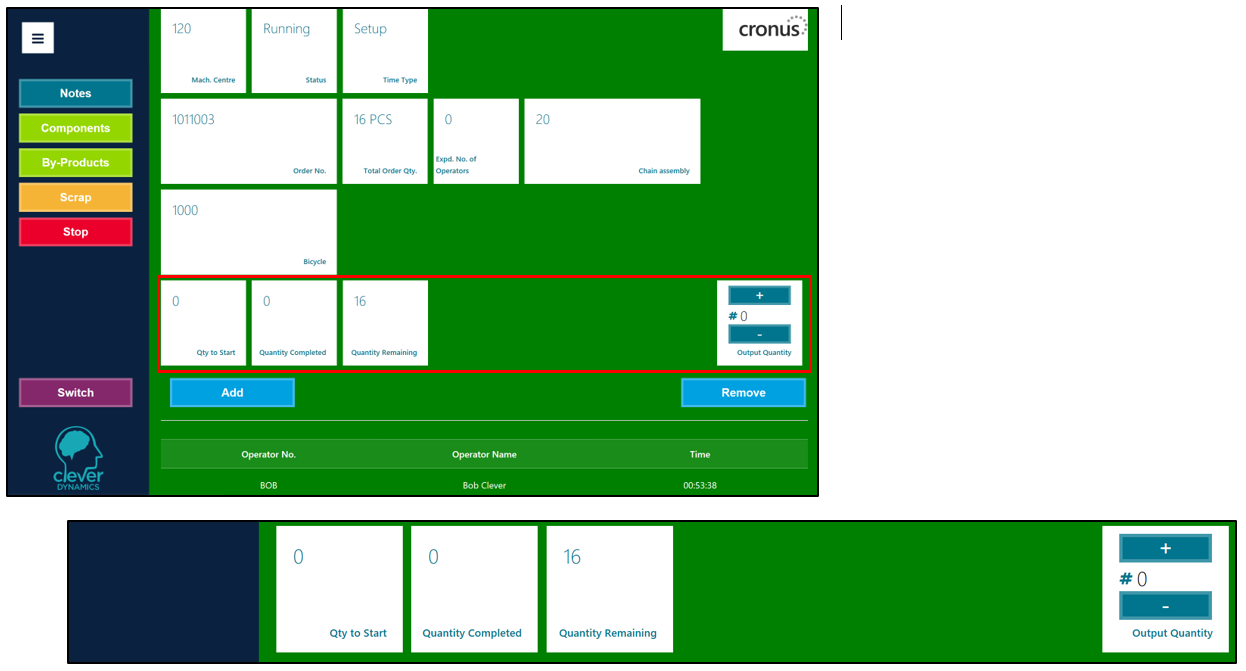 120
Mach. Centre
Running
Status
Setup
Time Type
cronus
Notes
Components
By-Products
Scrap
Stop
1011003
Order No.
16 PCS
Total Order Qty.
0
Expd. No. of
Operators
20
Chain assembly
1000
Bicycle
0
Qty to Start
0
Quantity Completed
16
Quantity Remaining
+
# 0
-
Output Quantity
Switch
Add
Remove
clever
DYNAMICS
Operator No. Operator Name Time
BOB Bob Clever 00:53:38
0
Qty to Start
0
Quantity Completed
16
Quantity Remaining
+
# 0
-
Output Quantity